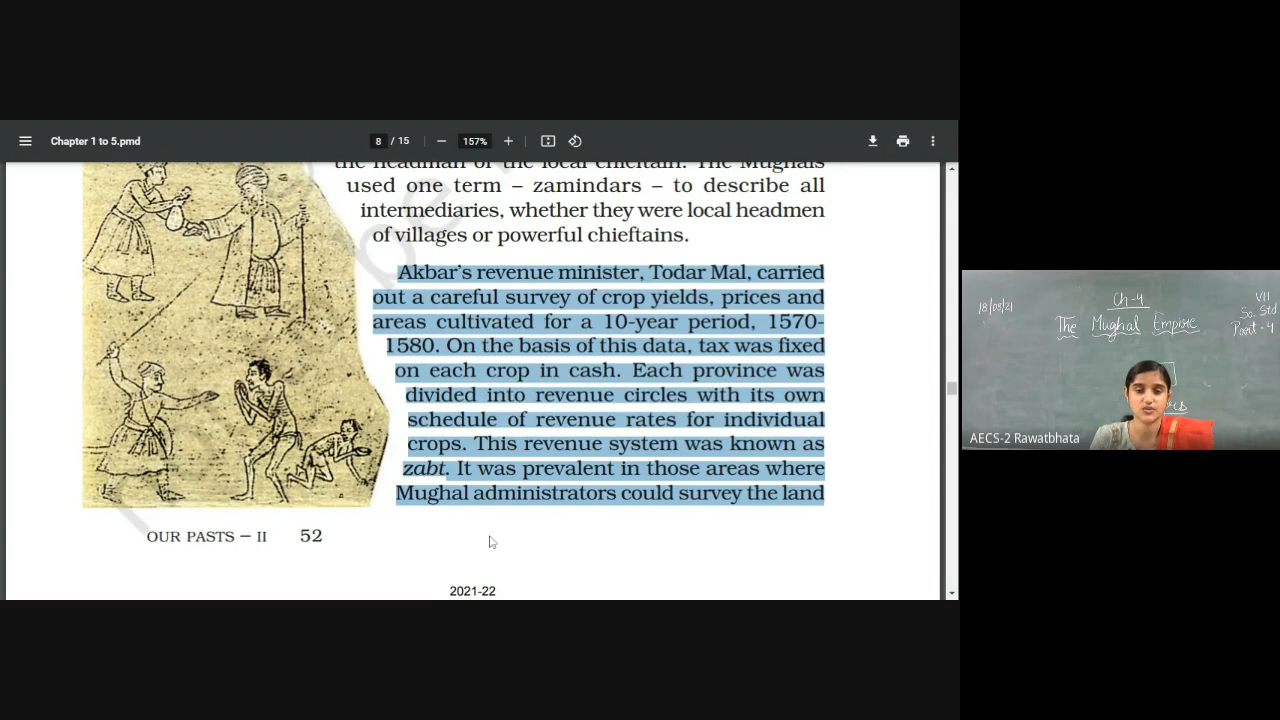 Chapter 1 to 5.pmd
8 / 15
157%
the headman or the local chieftain. The Mughals
used one term – zamindars – to describe all
intermediaries, whether they were local headmen
of villages or powerful chieftains.
Akbar's revenue minister, Todar Mal, carried
out a careful survey of crop yields, prices and
areas cultivated for a 10-year period, 1570-
1580. On the basis of this data, tax was fixed
on each crop in cash. Each province was
divided into revenue circles with its own
schedule of revenue rates for individual
crops. This revenue system was known as
zabt. It was prevalent in those areas where
Mughal administrators could survey the land
OUR PASTS – II 52
2021-22
18/08/21
Ch-4
The Mughal Empire
VII
So. Std
Part-4
AECS-2 Rawatbhata